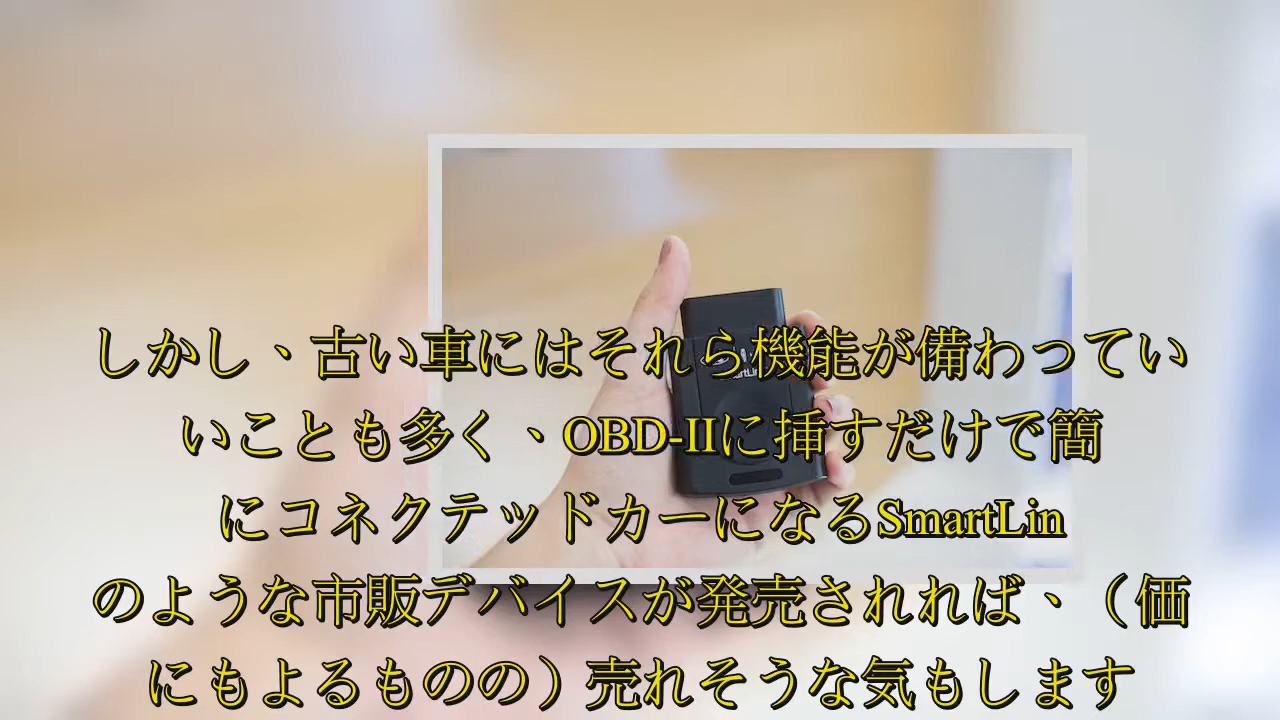 しかし、古い車にはそれら機能が備わってい
いことも多く、OBD-IIに挿すだけで簡
にコネクテッドカーになるSmartLin
のような市販デバイスが発売されれば、（価
にもよるものの）売れそうな気もします